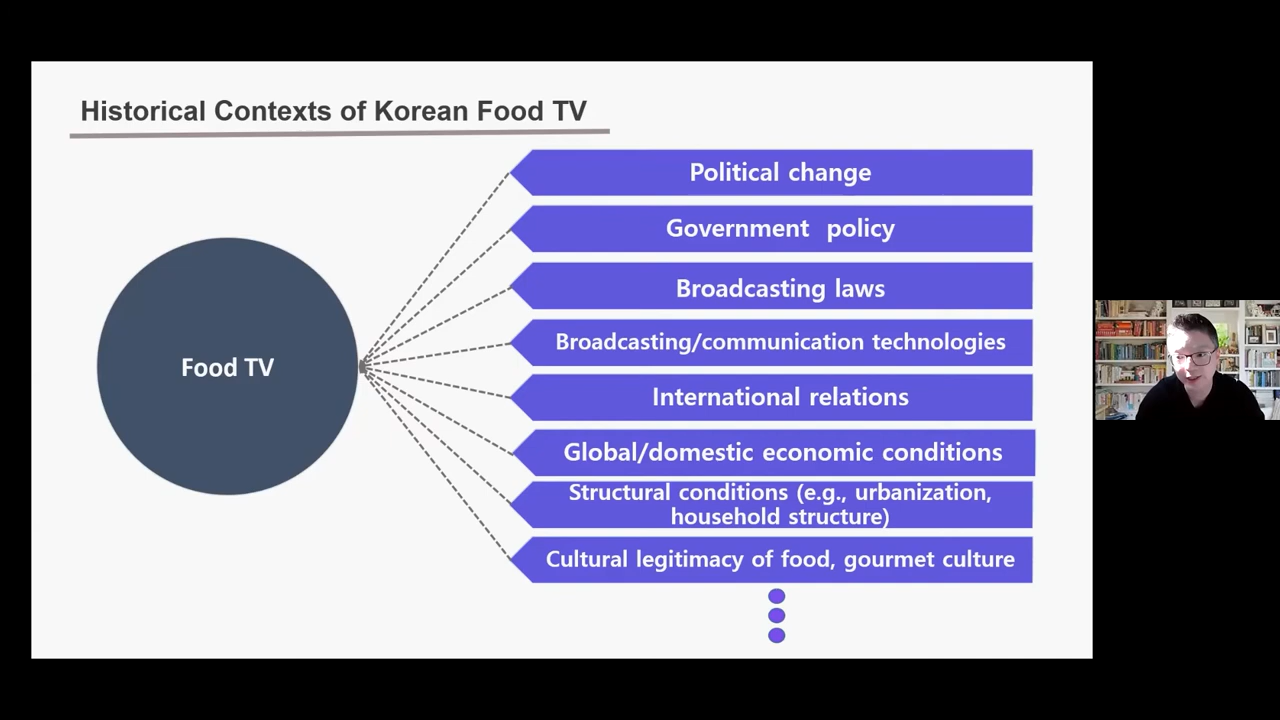 Historical Contexts of Korean Food TV
Food TV
Political change
Government policy
Broadcasting laws
Broadcasting/communication technologies
International relations
Global/domestic economic conditions
Structural conditions (e.g., urbanization,
household structure)
Cultural legitimacy of food, gourmet culture